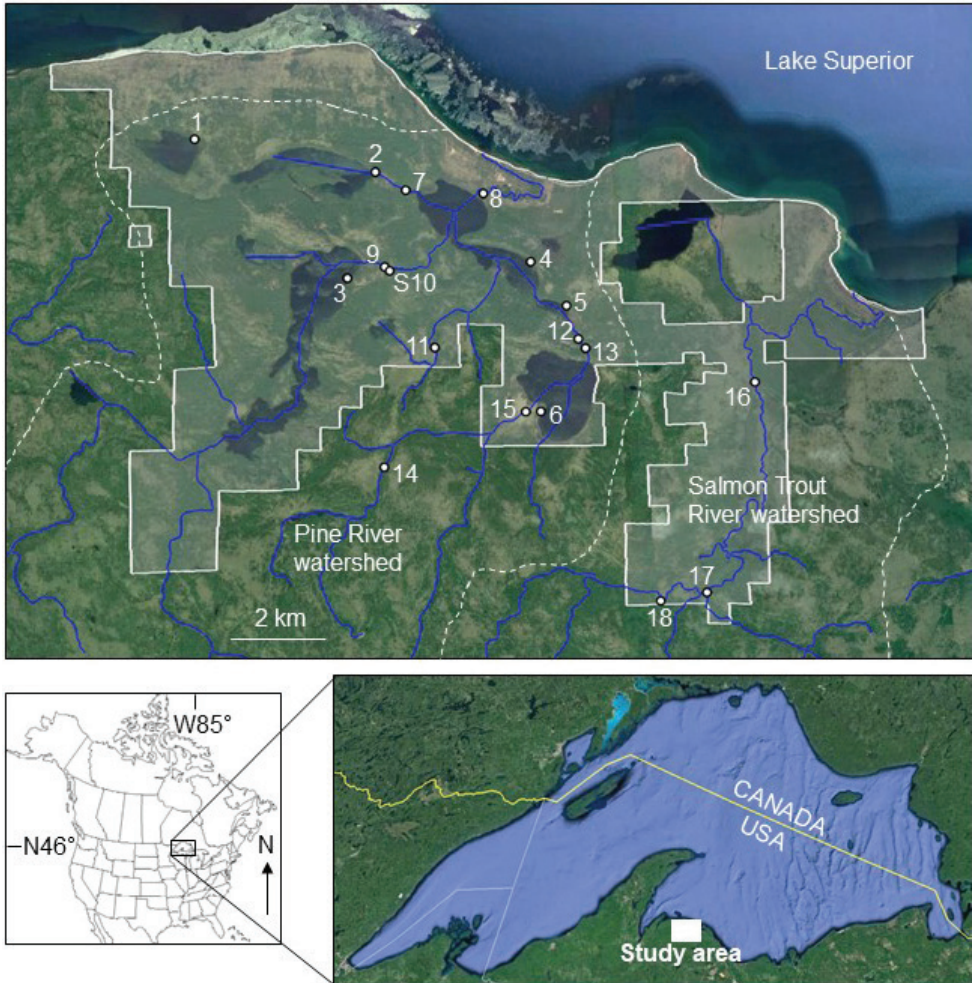 Lake Superior
1
2
7
8
9
S10
3
4
5
12
13
11
15
6
16
14
Salmon Trout
River watershed
Pine River
watershed
2 km
17
18
W85°
N46°
N
CANADA
USA
Study area